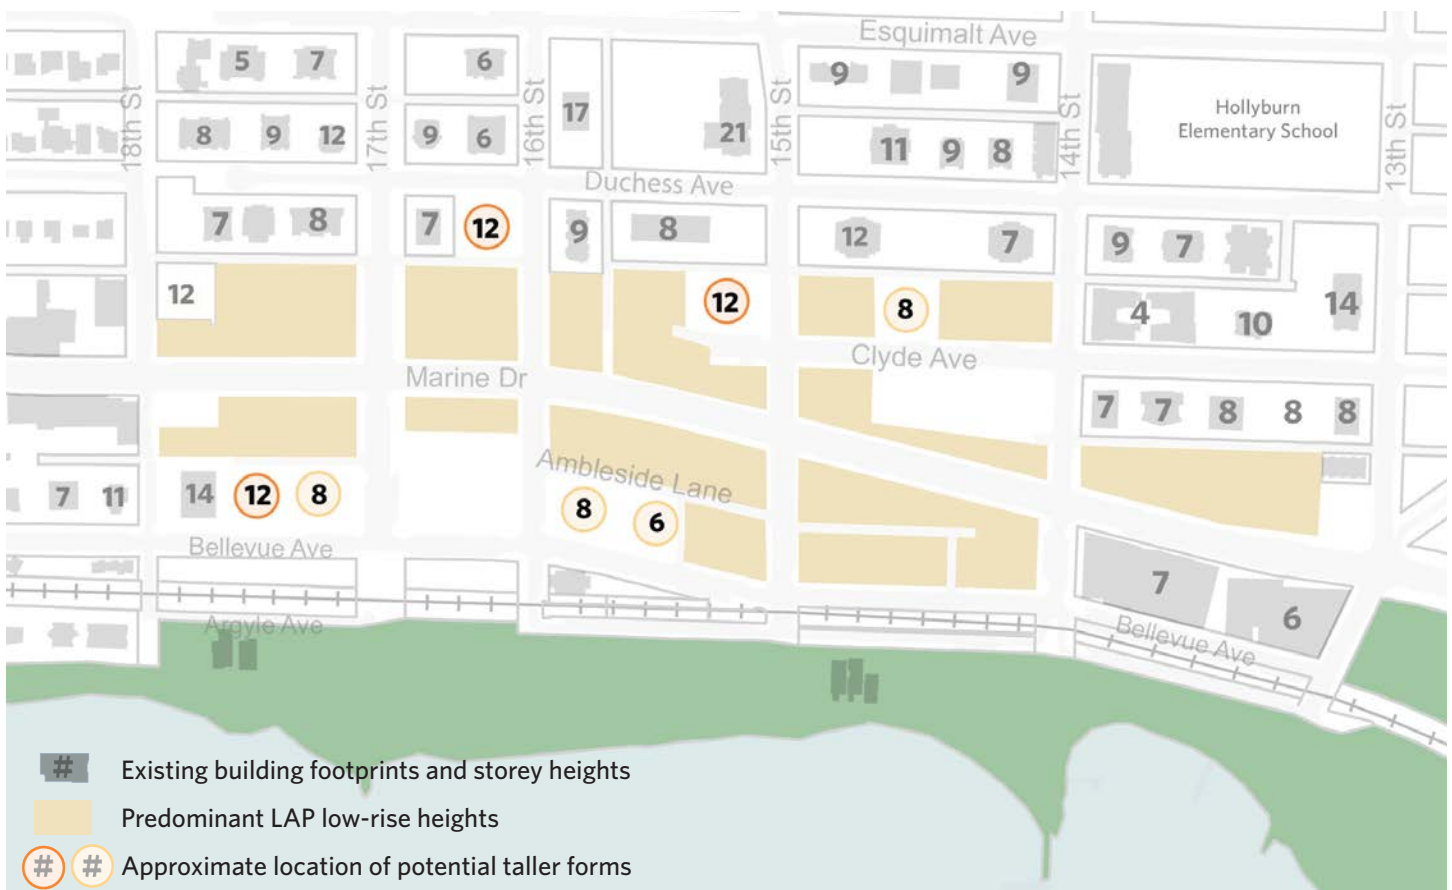 Esquimalt Ave
5
7
6
9
9
17
21
Hollyburn
Elementary School
18th St
17th St
16th St
15th St
14th St
13th St
8
9
12
9
6
11
9
8
Duchess Ave
7
8
7
12
9
8
12
7
9
7
12
12
8
4
10
14
Clyde Ave
Marine Dr
7
7
8
8
8
Ambleside Lane
7
11
14
12
8
8
6
Bellevue Ave
7
6
Argyle Ave
Bellevue Ave
# Existing building footprints and storey heights
Predominant LAP low-rise heights
# # Approximate location of potential taller forms